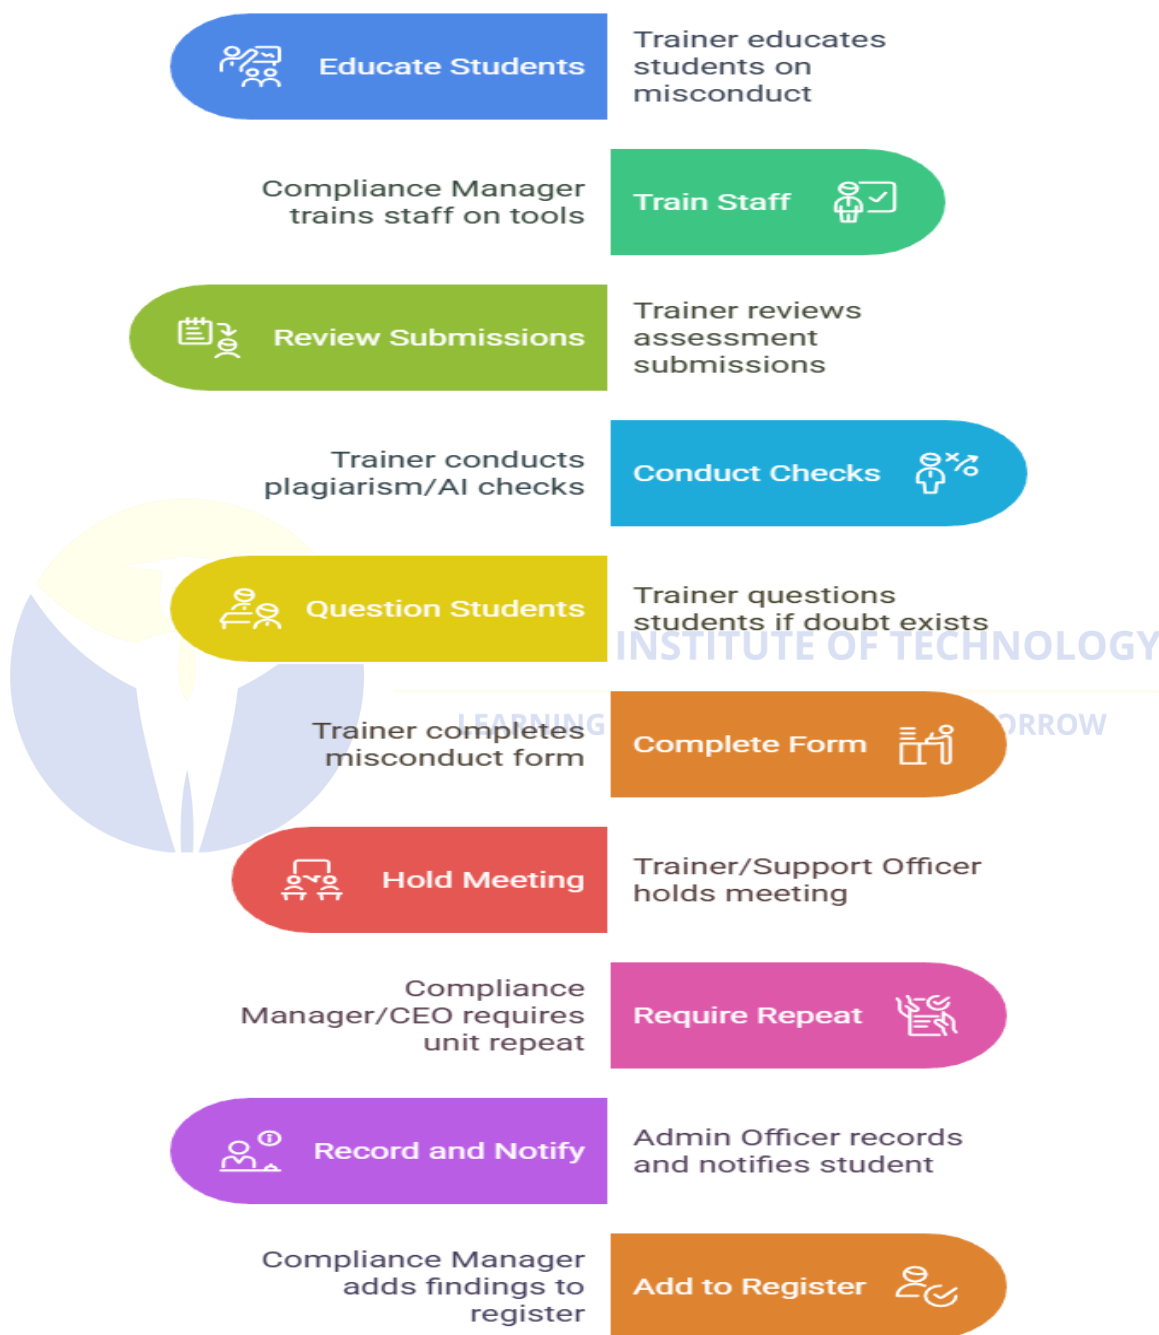 Educate Students
Trainer educates
students on
misconduct
Compliance Manager
trains staff on tools
Train Staff
Review Submissions
Trainer reviews
assessment
submissions
Trainer conducts
plagiarism/AI checks
Conduct Checks
Question Students
Trainer questions
students if doubt exists
INSTITUTE OF TECHNOLOGY
LEARNING
Trainer completes
misconduct form
Complete Form
Hold Meeting
Trainer/Support Officer
holds meeting
Compliance
Manager/CEO requires
unit repeat
Require Repeat
Record and Notify
Admin Officer records
and notifies student
Compliance Manager
adds findings to
register
Add to Register